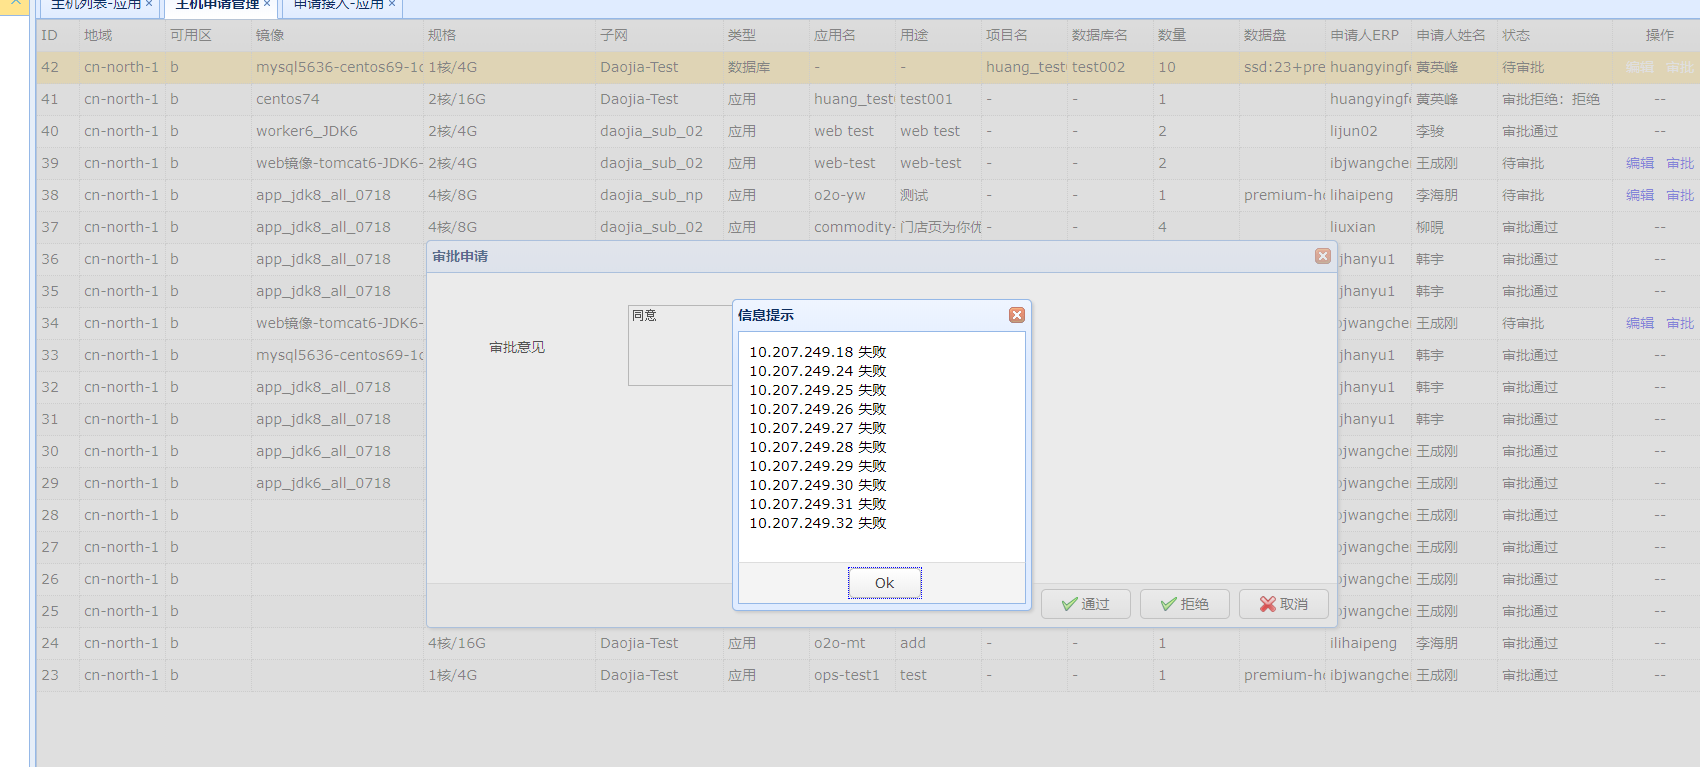 主机列表-应用 × 主机申请管理 × 申请接入-应用 ×
ID 地域 可用区 镜像 规格 子网 类型 应用名 用途 项目名 数据库名 数量 数据盘 申请人ERP 申请人姓名 状态 操作
42 cn-north-1 b mysql5636-centos69-1c 1核/4G Daojia-Test 数据库 - - huang_test test002 10 ssd:23+pre huangyingfe 黄英峰 待审批 编辑 审批
41 cn-north-1 b centos74 2核/16G Daojia-Test 应用 huang_test test001 - - 1 huangyingfe 黄英峰 审批拒绝：拒绝 --
40 cn-north-1 b worker6_JDK6 2核/4G daojia_sub_02 应用 web test web test - - 2 lijun02 李骏 审批通过 --
39 cn-north-1 b web镜像-tomcat6-JDK6- 2核/4G daojia_sub_02 应用 web-test web-test - - 2 ibjwangche 王成刚 待审批 编辑 审批
38 cn-north-1 b app_jdk8_all_0718 4核/8G daojia_sub_np 应用 o2o-yw 测试 - - 1 premium-hd lihaipeng 李海朋 待审批 编辑 审批
37 cn-north-1 b app_jdk8_all_0718 4核/8G daojia_sub_02 应用 commodity- 门店页为你优 - - 4 liuxian 柳晛 审批通过 --
36 cn-north-1 b app_jdk8_all_0718 jhanyu1 韩宇 审批通过 --
35 cn-north-1 b app_jdk8_all_0718 jhanyu1 韩宇 审批通过 --
34 cn-north-1 b web镜像-tomcat6-JDK6- bjwangche 王成刚 待审批 编辑 审批
33 cn-north-1 b mysql5636-centos69-1c jhanyu1 韩宇 审批通过 --
32 cn-north-1 b app_jdk8_all_0718 jhanyu1 韩宇 审批通过 --
31 cn-north-1 b app_jdk8_all_0718 jhanyu1 韩宇 审批通过 --
30 cn-north-1 b app_jdk6_all_0718 bjwangche 王成刚 审批通过 --
29 cn-north-1 b app_jdk6_all_0718 bjwangche 王成刚 审批通过 --
28 cn-north-1 b bjwangche 王成刚 审批通过 --
27 cn-north-1 b bjwangche 王成刚 审批通过 --
26 cn-north-1 b bjwangche 王成刚 审批通过 --
25 cn-north-1 b bjwangche 王成刚 审批通过 --
24 cn-north-1 b 4核/16G Daojia-Test 应用 o2o-mt add - - 1 ilihaipeng 李海朋 审批通过 --
23 cn-north-1 b 1核/4G Daojia-Test 应用 ops-test1 test - - 1 premium-hd ibjwangche 王成刚 审批通过 --
审批申请
审批意见
同意
信息提示
10.207.249.18 失败
10.207.249.24 失败
10.207.249.25 失败
10.207.249.26 失败
10.207.249.27 失败
10.207.249.28 失败
10.207.249.29 失败
10.207.249.30 失败
10.207.249.31 失败
10.207.249.32 失败
Ok
通过 拒绝 取消